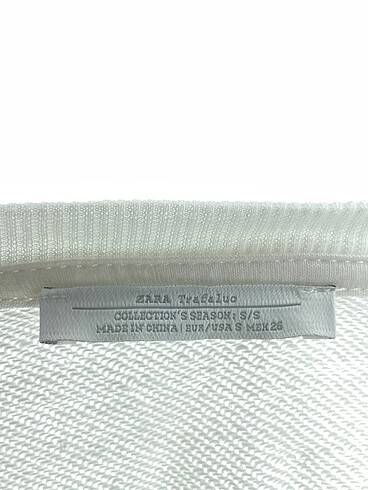 ZARA Trafaluc
COLLECTION'S SEASON: S/S
MADE IN CHINA | EUR/USA S MEX 26